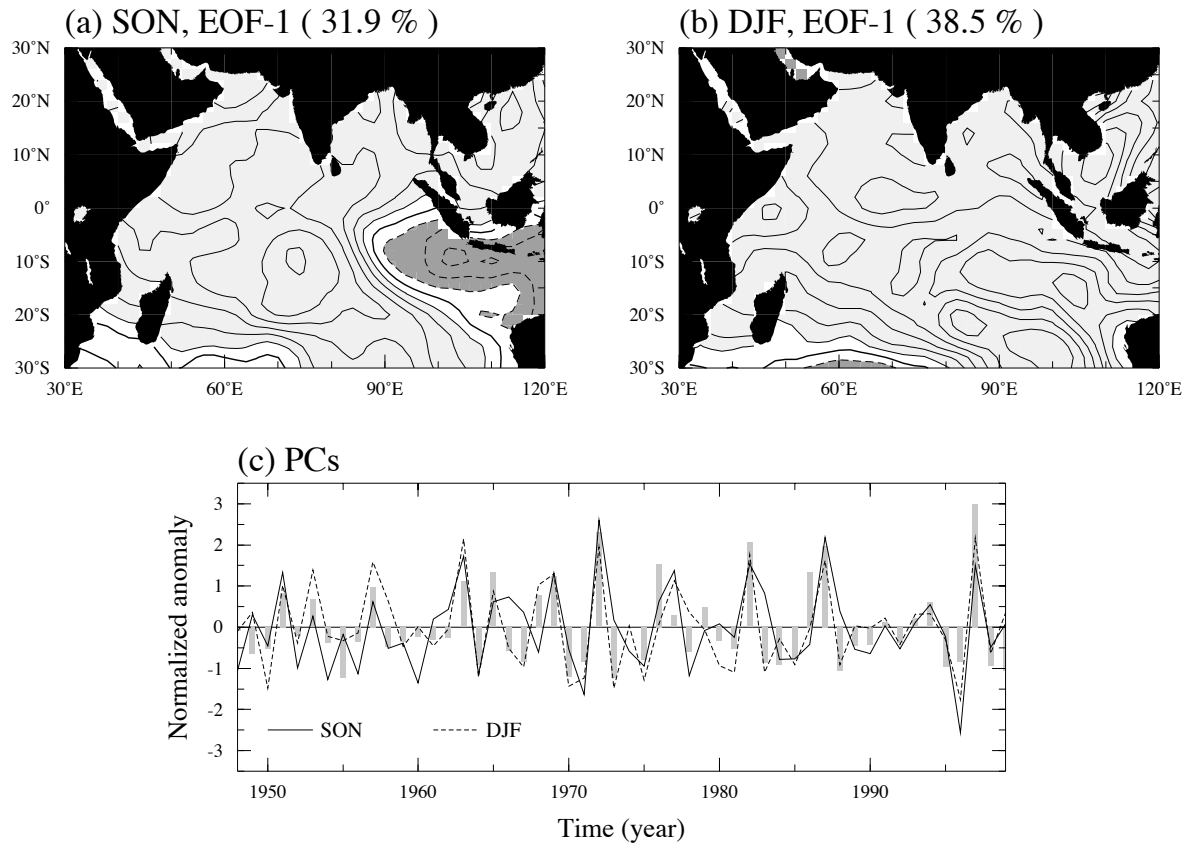 (a) SON, EOF-1 ( 31.9 % )
(b) DJF, EOF-1 ( 38.5 % )
30˚N
20˚N
10˚N
0˚
10˚S
20˚S
30˚S
30˚E 60˚E 90˚E 120˚E
30˚N
20˚N
10˚N
0˚
10˚S
20˚S
30˚S
30˚E 60˚E 90˚E 120˚E
(c) PCs
Normalized anomaly
3
2
1
0
-1
-2
-3
SON DJF
1950 1960 1970 1980 1990
Time (year)